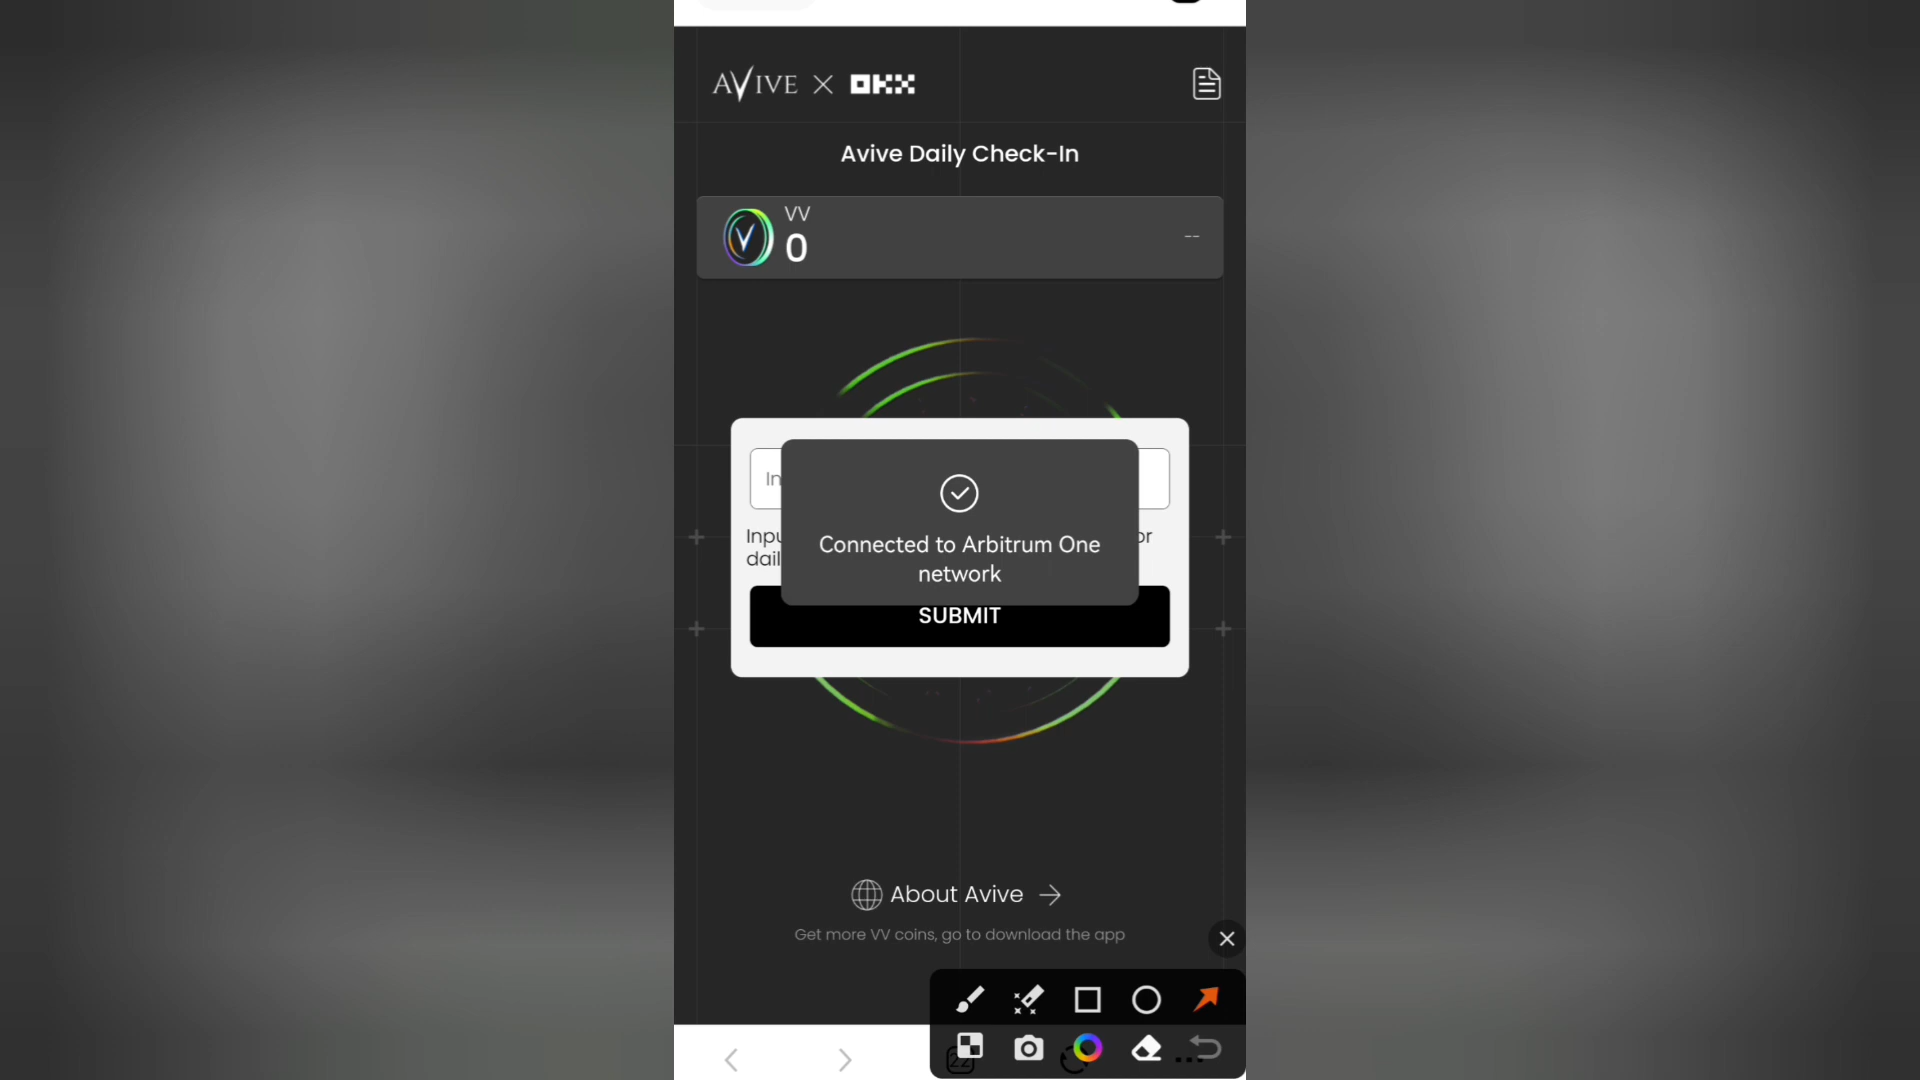 AVIVE X OKX
Avive Daily Check-In
VV
0
--
In
Inpu or
dail
Connected to Arbitrum One
network
SUBMIT
About Avive
Get more VV coins, go to download the app
22